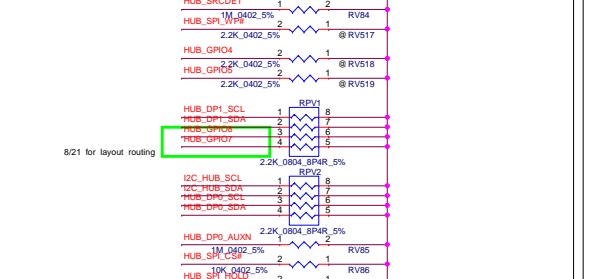 HUB_SRCDET 1 2
1M_0402_5% RV84
HUB_SPI_WP# 2 1
2.2K_0402_5% @ RV517
HUB_GPIO4 2 1
2.2K_0402_5% @ RV518
HUB_GPIO5 2 1
2.2K_0402_5% @ RV519
RPV1
HUB_DP1_SCL 1 8
HUB_DP1_SDA 2 7
HUB_GPIO6 3 6
HUB_GPIO7 4 5
8/21 for layout routing
2.2K_0804_8P4R_5%
RPV2
I2C_HUB_SCL 1 8
I2C_HUB_SDA 2 7
HUB_DP0_SCL 3 6
HUB_DP0_SDA 4 5
2.2K_0804_8P4R_5%
HUB_DP0_AUXN 1 2
1M_0402_5% RV85
HUB_SPI_CS# 2 1
10K_0402_5% RV86
HUB_SPI_HOLD 2 1